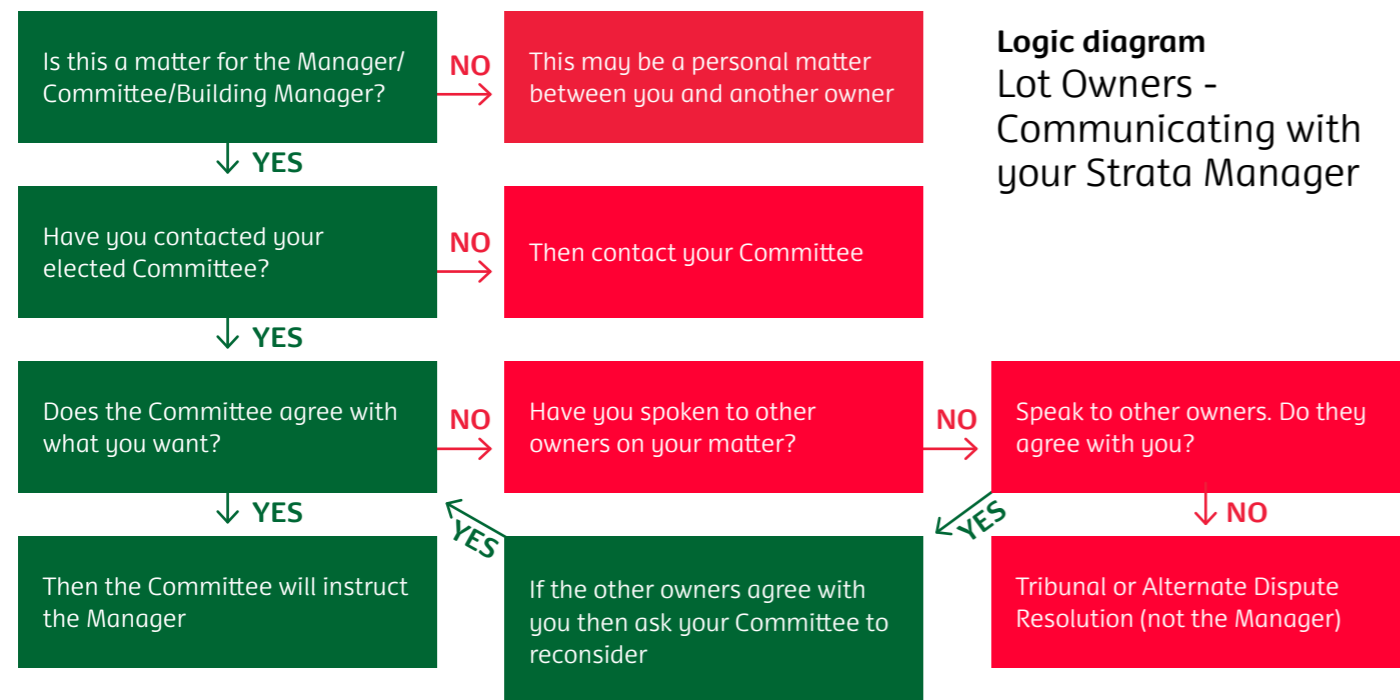 Logic diagram
Lot Owners -
Communicating with
your Strata Manager
Is this a matter for the Manager/
Committee/Building Manager?
NO
This may be a personal matter
between you and another owner
YES
Have you contacted your
elected Committee?
NO
Then contact your Committee
YES
Does the Committee agree with
what you want?
NO
Have you spoken to other
owners on your matter?
NO
Speak to other owners. Do they
agree with you?
YES
YES
YES
NO
Then the Committee will instruct
the Manager
If the other owners agree with
you then ask your Committee to
reconsider
Tribunal or Alternate Dispute
Resolution (not the Manager)